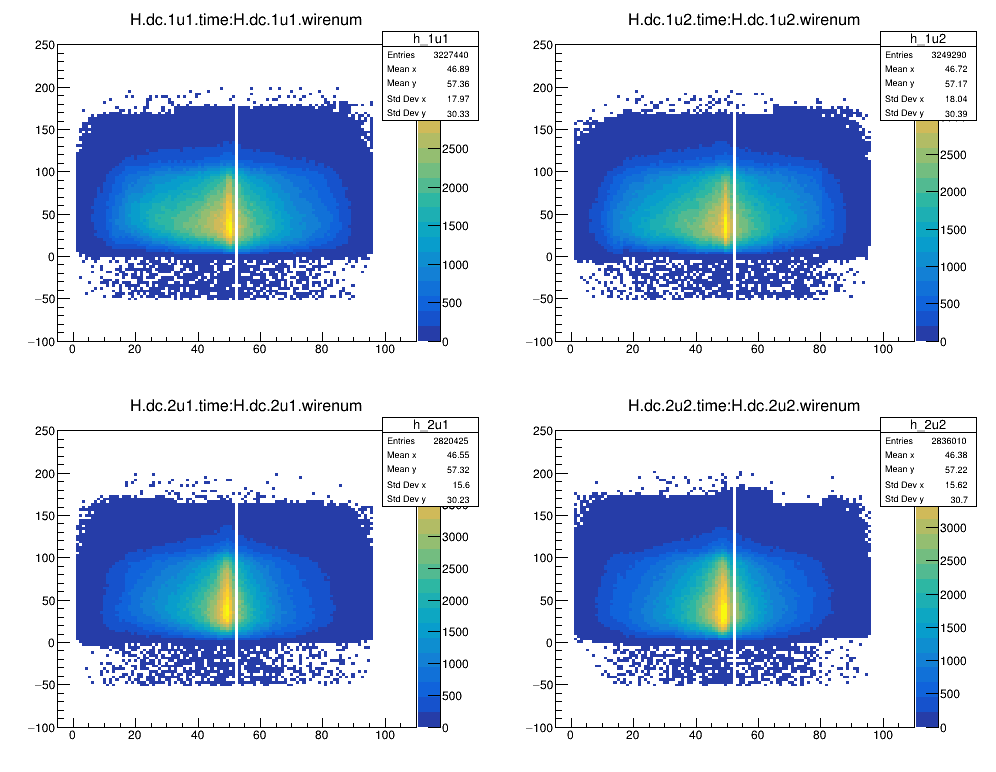 H.dc.1u1.time:H.dc.1u1.wirenum
h_1u1
Entries 3227440
Mean x 46.89
Mean y 57.36
Std Dev x 17.97
Std Dev y 30.33
250
200
150
100
50
0
−50
−100
0 20 40 60 80 100
2500
2000
1500
1000
500
0
H.dc.1u2.time:H.dc.1u2.wirenum
h_1u2
Entries 3249290
Mean x 46.72
Mean y 57.17
Std Dev x 18.04
Std Dev y 30.39
250
200
150
100
50
0
−50
−100
0 20 40 60 80 100
2500
2000
1500
1000
500
0
H.dc.2u1.time:H.dc.2u1.wirenum
h_2u1
Entries 2820425
Mean x 46.55
Mean y 57.32
Std Dev x 15.6
Std Dev y 30.23
250
200
150
100
50
0
−50
−100
0 20 40 60 80 100
3500
3000
2500
2000
1500
1000
500
0
H.dc.2u2.time:H.dc.2u2.wirenum
h_2u2
Entries 2836010
Mean x 46.38
Mean y 57.22
Std Dev x 15.62
Std Dev y 30.7
250
200
150
100
50
0
−50
−100
0 20 40 60 80 100
3000
2500
2000
1500
1000
500
0